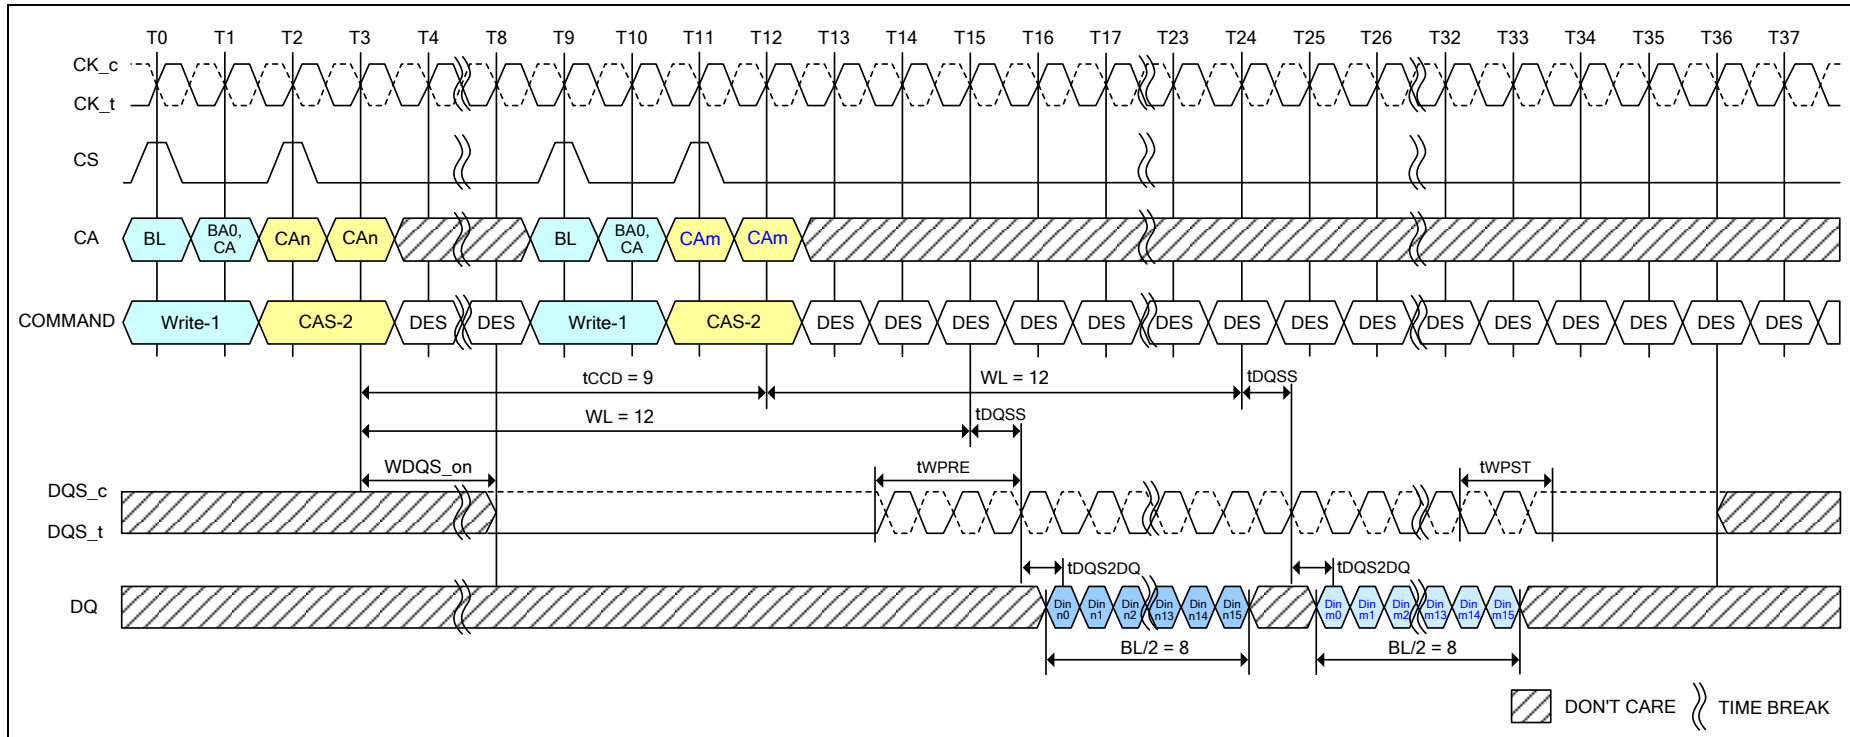 T0 T1 T2 T3 T4 T8 T9 T10 T11 T12 T13 T14 T15 T16 T17 T23 T24 T25 T26 T32 T33 T34 T35 T36 T37
CK_c
CK_t
CS
CA BL BA0, CA CAn CAn BL BA0, CA CAm CAm
COMMAND Write-1 CAS-2 DES DES Write-1 CAS-2 DES DES DES DES DES DES DES DES DES DES DES DES DES DES DES
tCCD = 9 WL = 12 tDQSS
WL = 12 tDQSS
WDQS_on tWPRE tWPST
DQS_c
DQS_t
tDQS2DQ tDQS2DQ
DQ Din n0 Din n1 Din n2 Din n13 Din n14 Din n15 Din m0 Din m1 Din m2 Din m13 Din m14 Din m15
BL/2 = 8 BL/2 = 8
DON'T CARE TIME BREAK